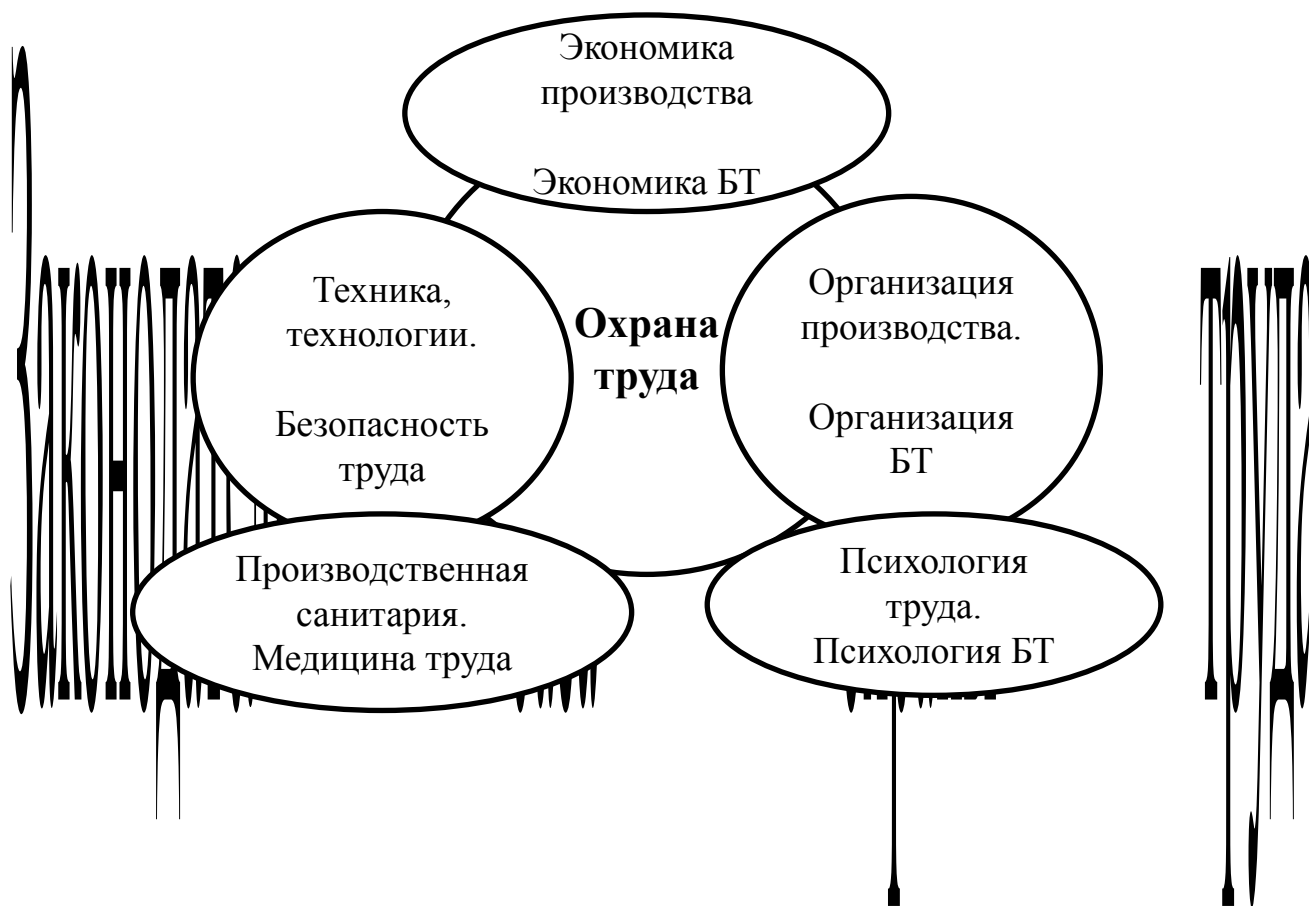 Экономика
производства
Экономика БТ
Техника,
технологии.
Безопасность
труда
Охрана
труда
Организация
производства.
Организация
БТ
Производственная
санитария.
Медицина труда
Психология
труда.
Психология БТ